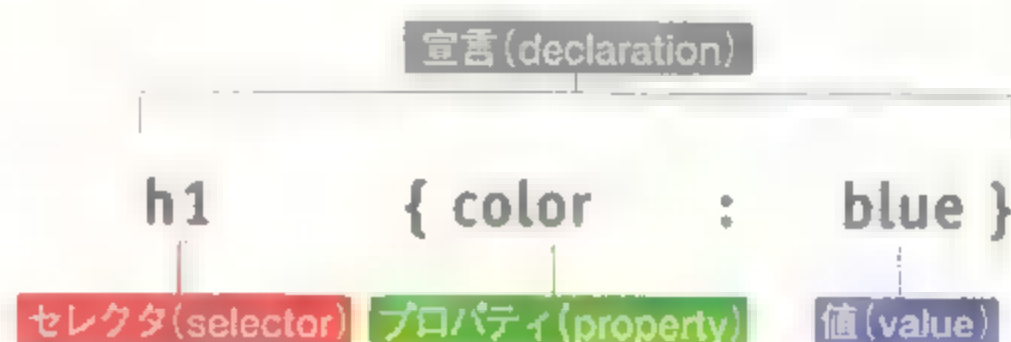 宣言(declaration)
h1 { color : blue }
セレクタ(selector) プロパティ(property) 値(value)